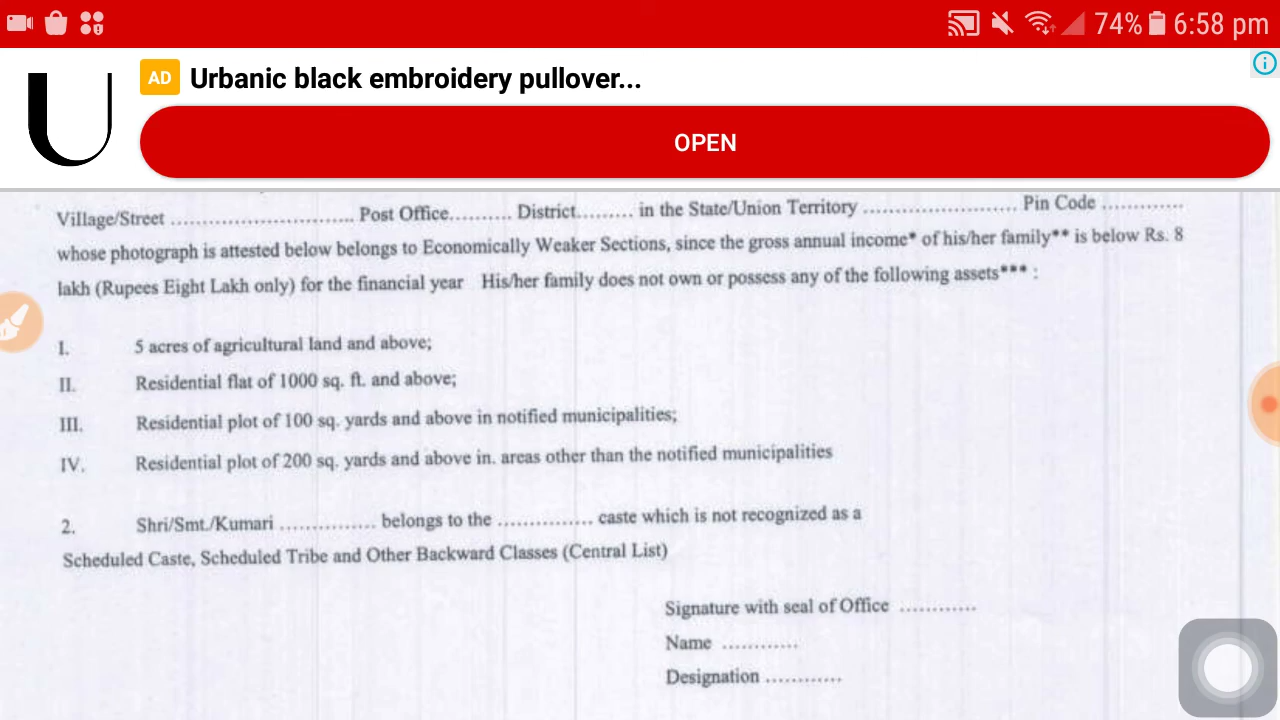 74% 6:58 pm
U
AD Urbanic black embroidery pullover...
OPEN
Village/Street ............................ Post Office.......... District......... in the State/Union Territory ........................ Pin Code .............
whose photograph is attested below belongs to Economically Weaker Sections, since the gross annual income* of his/her family** is below Rs. 8
lakh (Rupees Eight Lakh only) for the financial year His/her family does not own or possess any of the following assets*** :
I. 5 acres of agricultural land and above;
II. Residential flat of 1000 sq. ft. and above;
III. Residential plot of 100 sq. yards and above in notified municipalities;
IV. Residential plot of 200 sq. yards and above in. areas other than the notified municipalities
2. Shri/Smt./Kumari ............... belongs to the ............... caste which is not recognized as a
Scheduled Caste, Scheduled Tribe and Other Backward Classes (Central List)
Signature with seal of Office ............
Name ............
Designation ............